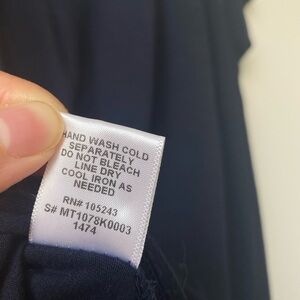 HAND WASH COLD
SEPARATELY
DO NOT BLEACH
LINE DRY
COOL IRON AS
NEEDED
RN# 105243
S# MT1078K0003
1474